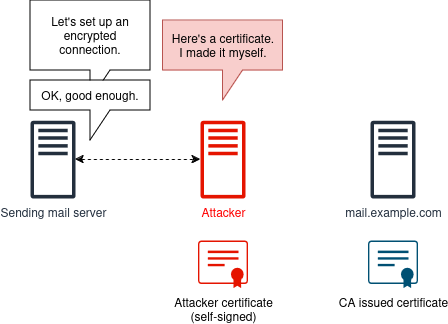 Let's set up an
encrypted
connection.
Here's a certificate.
I made it myself.
OK, good enough.
Sending mail server
Attacker
mail.example.com
Attacker certificate
(self-signed)
CA issued certificate